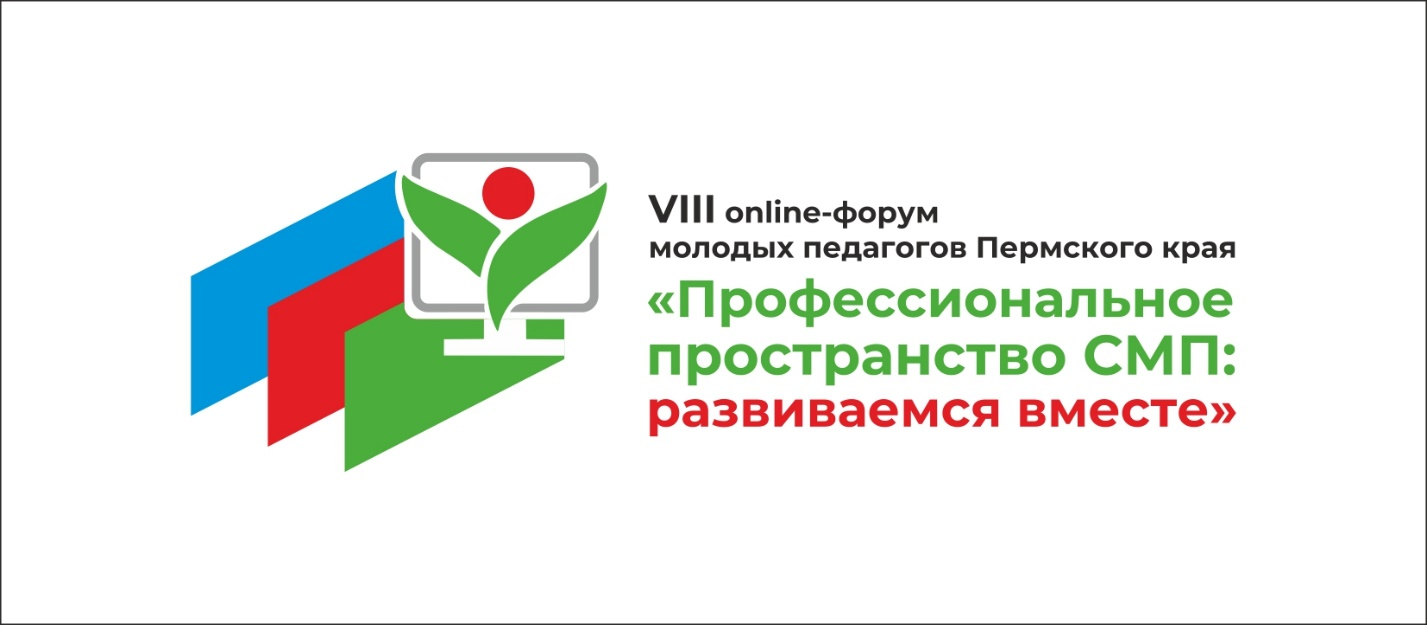 VIII online-форум
молодых педагогов Пермского края
«Профессиональное
пространство СМП:
развиваемся вместе»